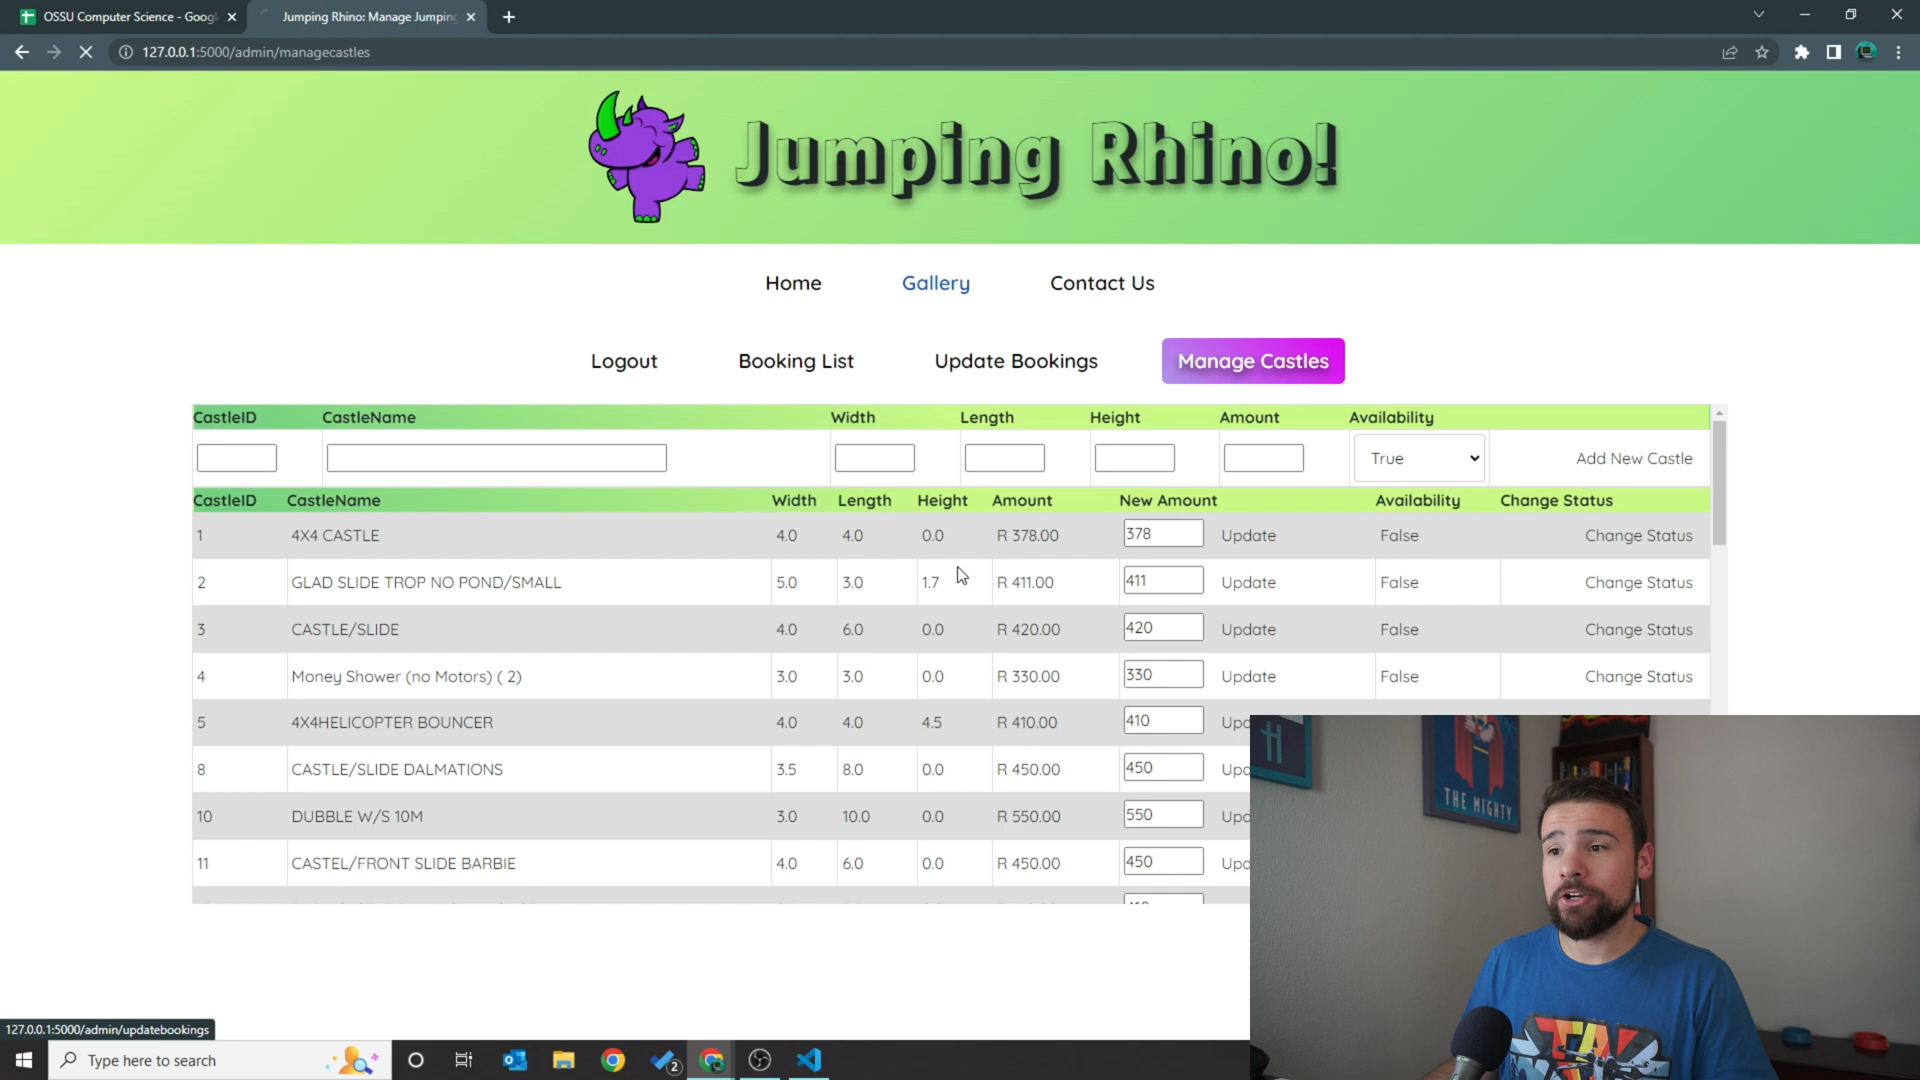 OSSU Computer Science - Googl
Jumping Rhino: Manage Jumping
127.0.0.1:5000/admin/managecastles
Jumping Rhino!
Home Gallery Contact Us
Logout Booking List Update Bookings Manage Castles
CastleID CastleName Width Length Height Amount Availability
True Add New Castle
CastleID CastleName Width Length Height Amount New Amount Availability Change Status
1 4X4 CASTLE 4.0 4.0 0.0 R 378.00 378 Update False Change Status
2 GLAD SLIDE TROP NO POND/SMALL 5.0 3.0 1.7 R 411.00 411 Update False Change Status
3 CASTLE/SLIDE 4.0 6.0 0.0 R 420.00 420 Update False Change Status
4 Money Shower (no Motors) ( 2) 3.0 3.0 0.0 R 330.00 330 Update False Change Status
5 4X4HELICOPTER BOUNCER 4.0 4.0 4.5 R 410.00 410 Upd
8 CASTLE/SLIDE DALMATIONS 3.5 8.0 0.0 R 450.00 450 Upd
10 DUBBLE W/S 10M 3.0 10.0 0.0 R 550.00 550 Upd
11 CASTEL/FRONT SLIDE BARBIE 4.0 6.0 0.0 R 450.00 450 Upd
THE MIGHTY
127.0.0.1:5000/admin/updatebookings
Type here to search
2